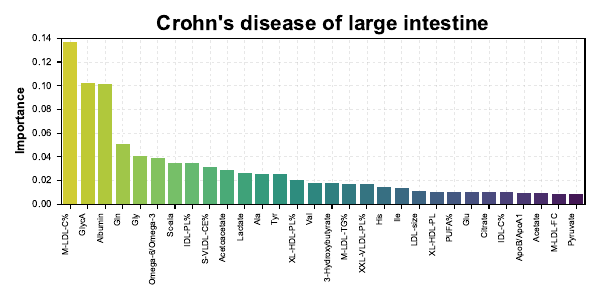 Crohn's disease of large intestine
Importance
0.14
0.12
0.10
0.08
0.06
0.04
0.02
0.00
M-LDL-C%
GlycA
Albumin
Gln
Gly
Omega-6/Omega-3
Scela
IDL-PL%
S-VLDL-CE%
Acetoacetate
Lactate
Ala
Tyr
XL-HDL-PL%
Val
3-Hydroxybutyrate
M-LDL-TG%
XXL-VLDL-PL%
His
Ile
LDL-size
XL-HDL-PL
PUFA%
Glu
Citrate
IDL-C%
ApoB/ApoA1
Acetate
M-LDL-FC
Pyruvate